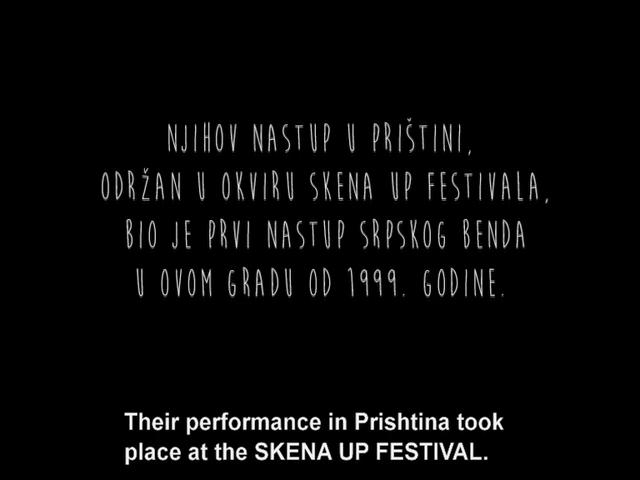 NJIHOV NASTUP U PRIŠTINI,
ODRŽAN U OKVIRU SKENA UP FESTIVALA,
BIO JE PRVI NASTUP SRPSKOG BENDA
U OVOM GRADU OD 1999. GODINE.
Their performance in Prishtina took
place at the SKENA UP FESTIVAL.